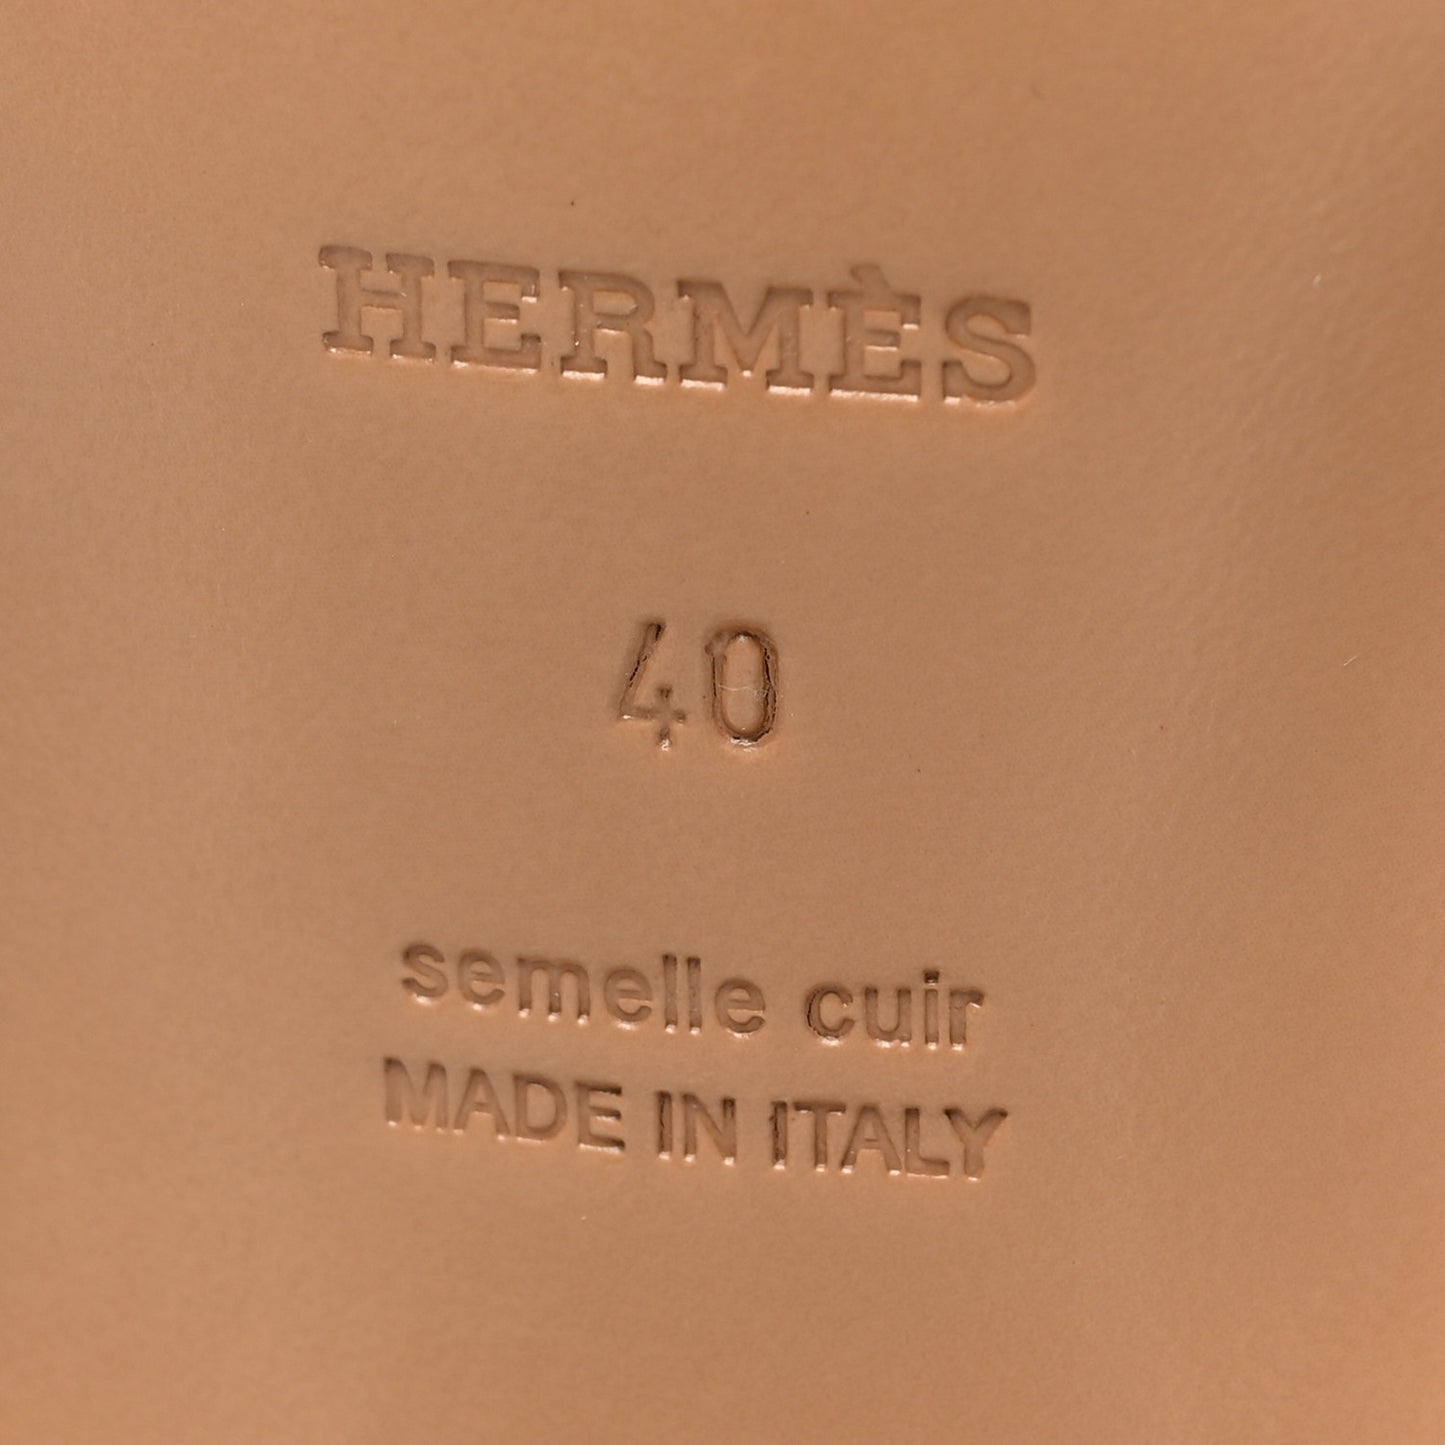 HERMÈS
40
semelle cuir
MADE IN ITALY